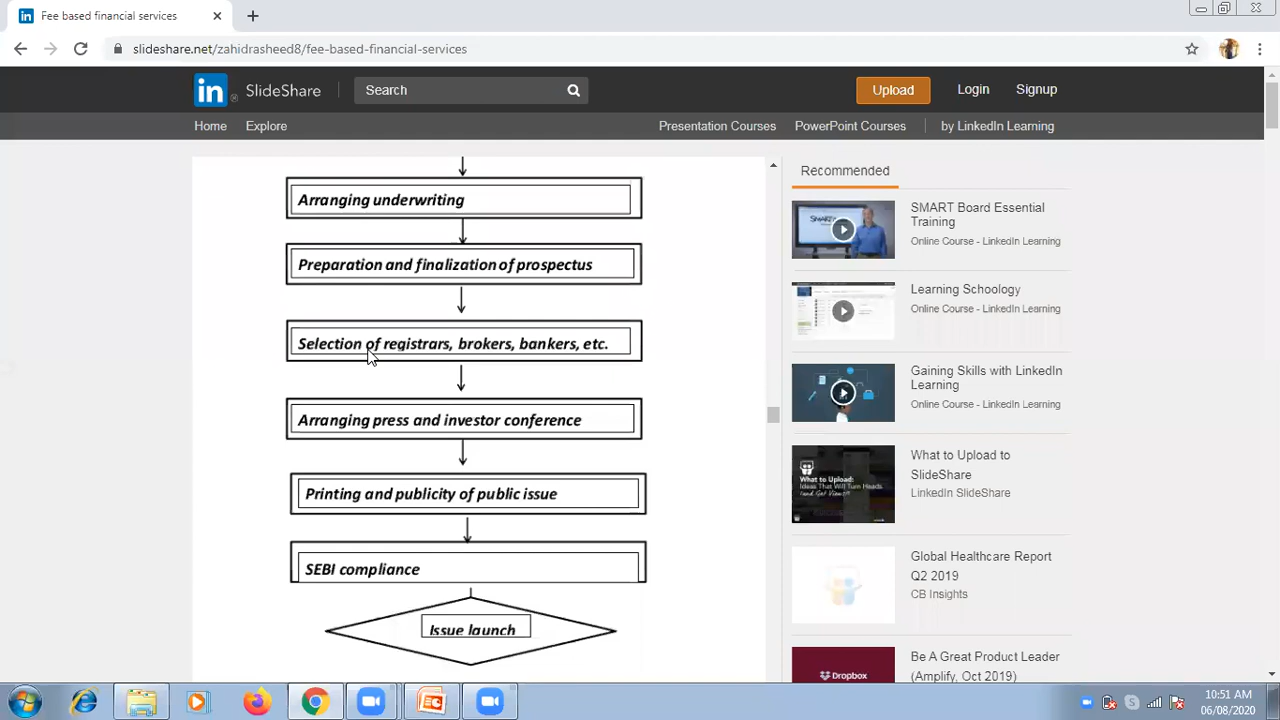 Fee based financial services
slideshare.net/zahidrasheed8/fee-based-financial-services
in SlideShare
Search
Upload
Login
Signup
Home
Explore
Presentation Courses
PowerPoint Courses
by LinkedIn Learning
Arranging underwriting
Preparation and finalization of prospectus
Selection of registrars, brokers, bankers, etc.
Arranging press and investor conference
Printing and publicity of public issue
SEBI compliance
Issue launch
Recommended
SMART Board Essential
Training
Online Course - LinkedIn Learning
Learning Schoology
Online Course - LinkedIn Learning
Gaining Skills with LinkedIn
Learning
Online Course - LinkedIn Learning
What to Upload to
SlideShare
LinkedIn SlideShare
Global Healthcare Report
Q2 2019
CB Insights
Be A Great Product Leader
(Amplify, Oct 2019)
Dropbox
10:51 AM
06/08/2020